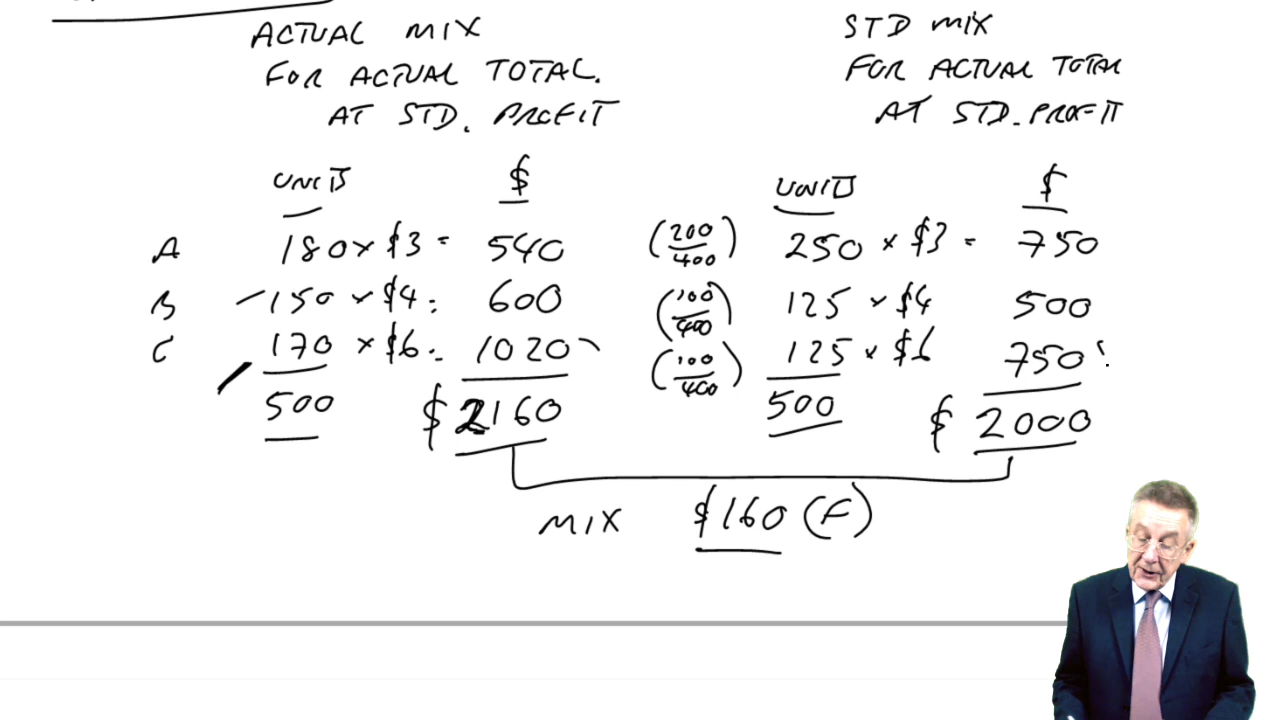 ACTUAL MIX STD MIX
FOR ACTUAL TOTAL. FOR ACTUAL TOTAL
AT STD. PROFIT AT STD. PROFIT
UNITS $ UNITS $
A 180 x $3 = 540 (200/400) 250 x $3 = 750
B 150 x $4 = 600 (100/400) 125 x $4 500
C 170 x $6 = 1020 (100/400) 125 x $6 750
500 $ 2160 500 $ 2000
MIX $160 (F)